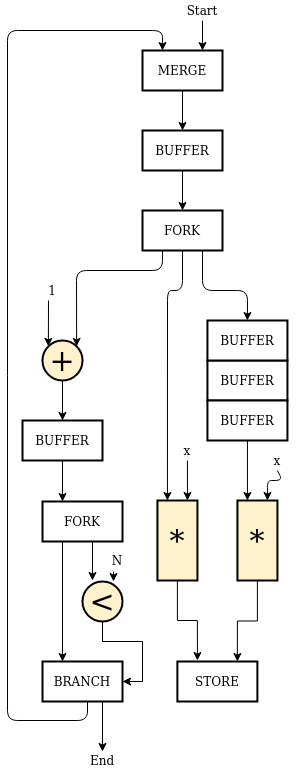 Start
MERGE
BUFFER
FORK
1
+
BUFFER
BUFFER
BUFFER
BUFFER
x
x
FORK
*
*
N
<
BRANCH
STORE
End